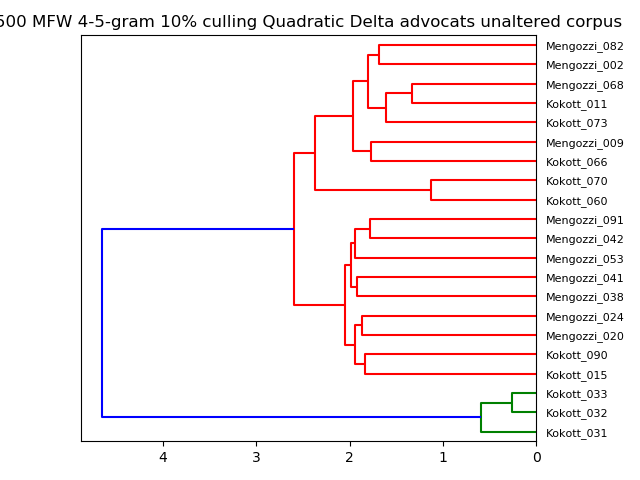 500 MFW 4-5-gram 10% culling Quadratic Delta advocats unaltered corpus
Mengozzi_082
Mengozzi_002
Mengozzi_068
Kokott_011
Kokott_073
Mengozzi_009
Kokott_066
Kokott_070
Kokott_060
Mengozzi_091
Mengozzi_042
Mengozzi_053
Mengozzi_041
Mengozzi_038
Mengozzi_024
Mengozzi_020
Kokott_090
Kokott_015
Kokott_033
Kokott_032
Kokott_031
4 3 2 1 0